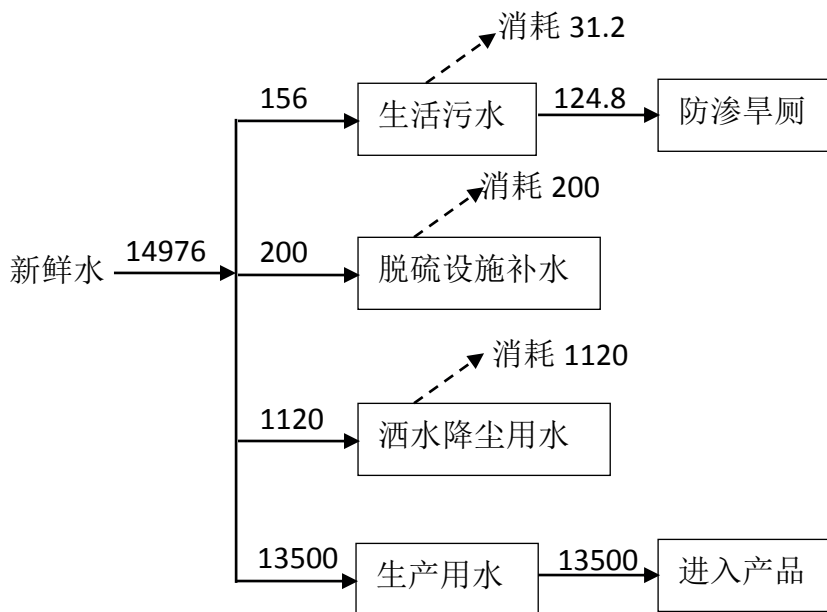 消耗 31.2
156
生活污水
124.8
防渗旱厕
消耗 200
新鲜水
14976
200
脱硫设施补水
消耗 1120
1120
洒水降尘用水
13500
生产用水
13500
进入产品